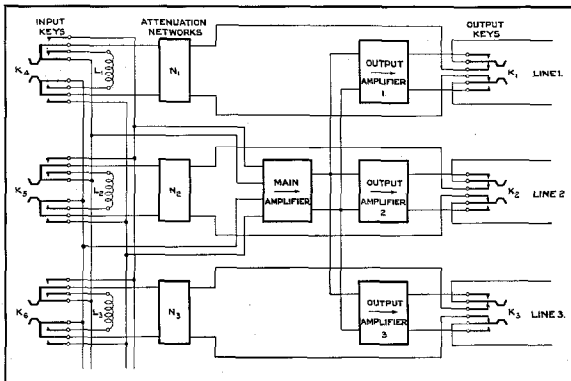 INPUT
KEYS
ATTENUATION
NETWORKS
OUTPUT
KEYS
K4
L1
N1
OUTPUT
AMPLIFIER
1
K1
LINE 1.
K5
L2
N2
MAIN
AMPLIFIER
OUTPUT
AMPLIFIER
2
K2
LINE 2
K6
L3
N3
OUTPUT
AMPLIFIER
3
K3
LINE 3.